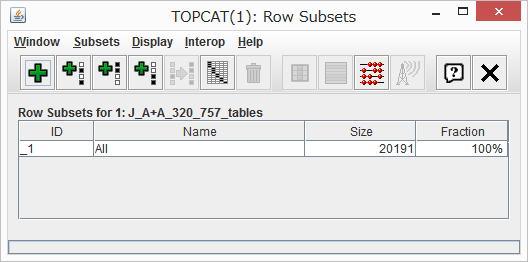 TOPCAT(1): Row Subsets
Window Subsets Display Interop Help
Row Subsets for 1: J_A+A_320_757_tables
ID Name Size Fraction
_1 All 20191 100%